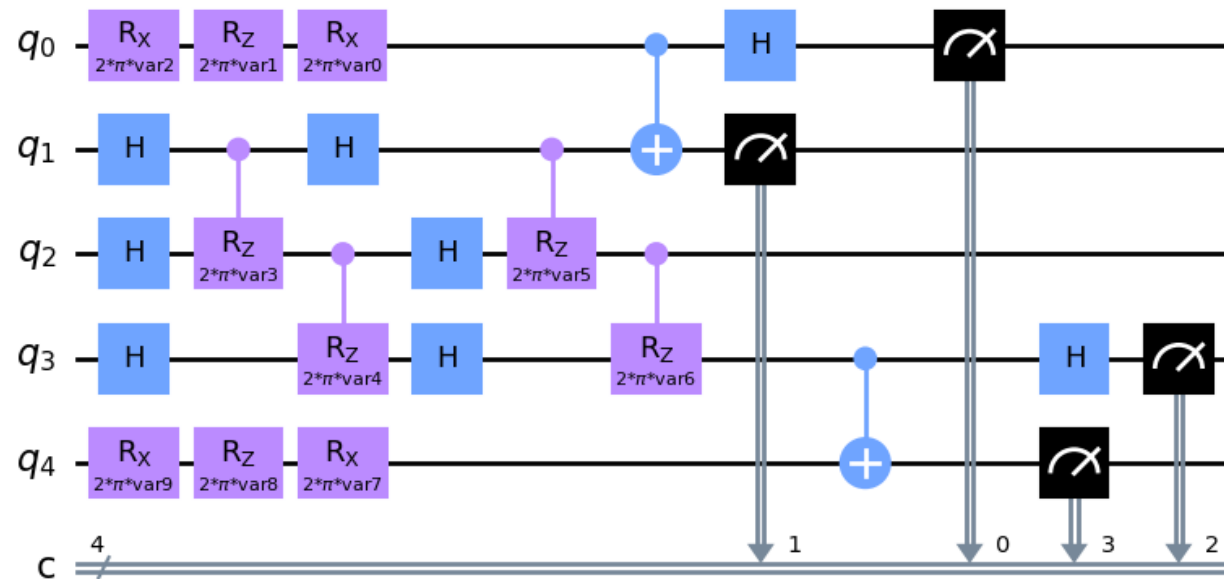 q0 RX 2*π*var2 RZ 2*π*var1 RX 2*π*var0 H
q1 H H
q2 H RZ 2*π*var3 H RZ 2*π*var5
q3 H RZ 2*π*var4 H RZ 2*π*var6 H
q4 RX 2*π*var9 RZ 2*π*var8 RX 2*π*var7
c 4 1 0 3 2